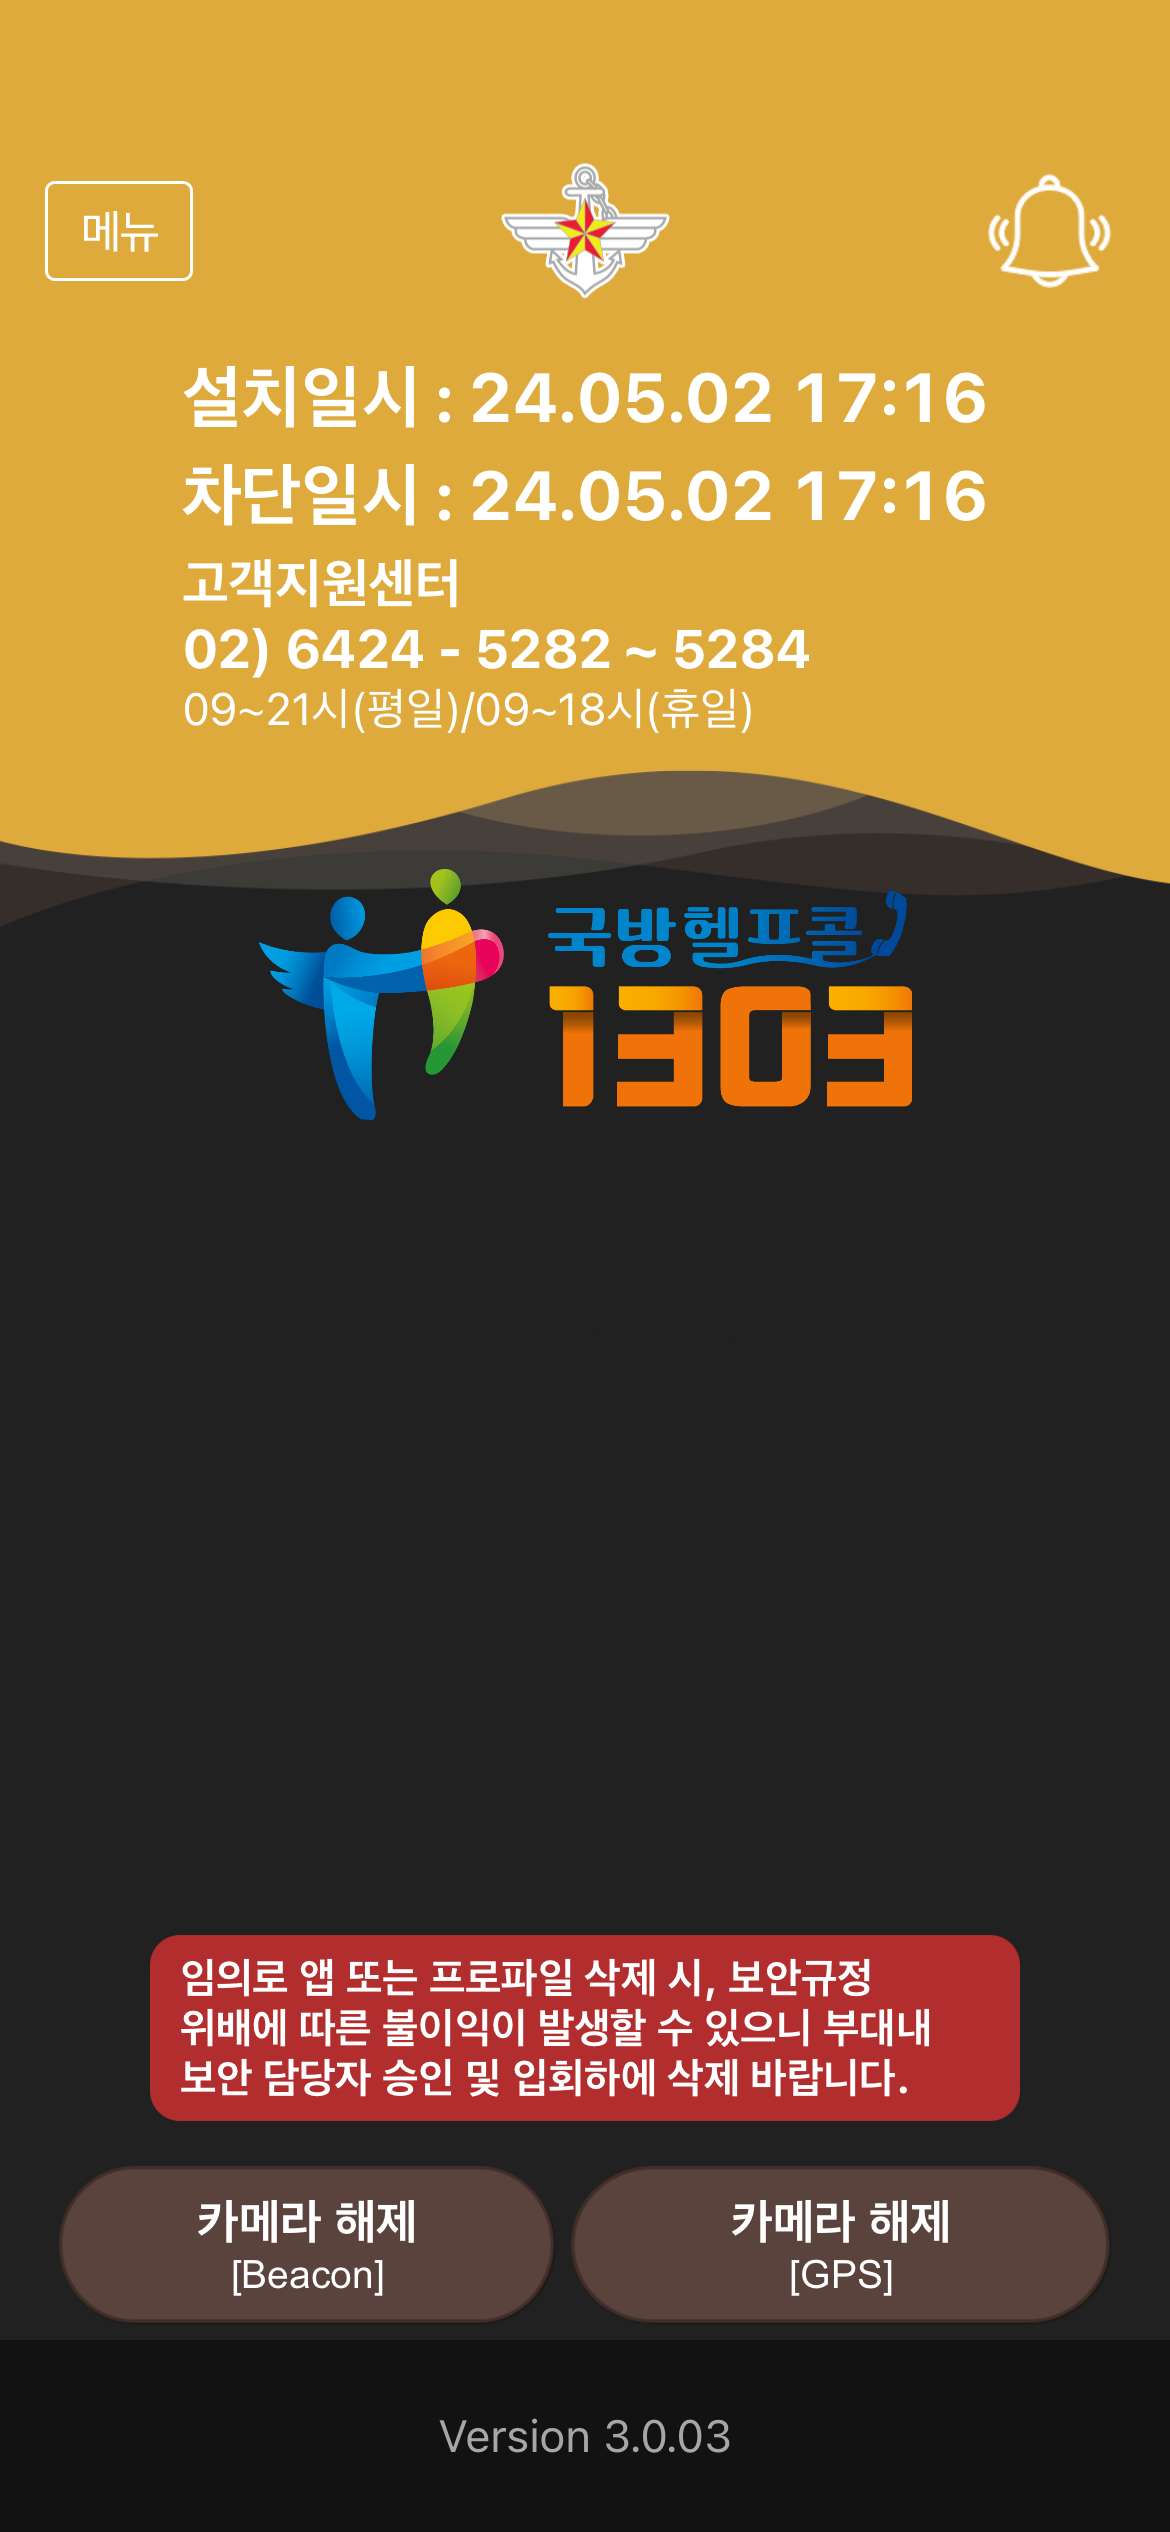 메뉴
설치일시 : 24.05.02 17:16
차단일시 : 24.05.02 17:16
고객지원센터
02) 6424 - 5282 ~ 5284
09~21시(평일)/09~18시(휴일)
국방헬프콜
1303
임의로 앱 또는 프로파일 삭제 시, 보안규정
위배에 따른 불이익이 발생할 수 있으니 부대내
보안 담당자 승인 및 입회하에 삭제 바랍니다.
카메라 해제
[Beacon]
카메라 해제
[GPS]
Version 3.0.03